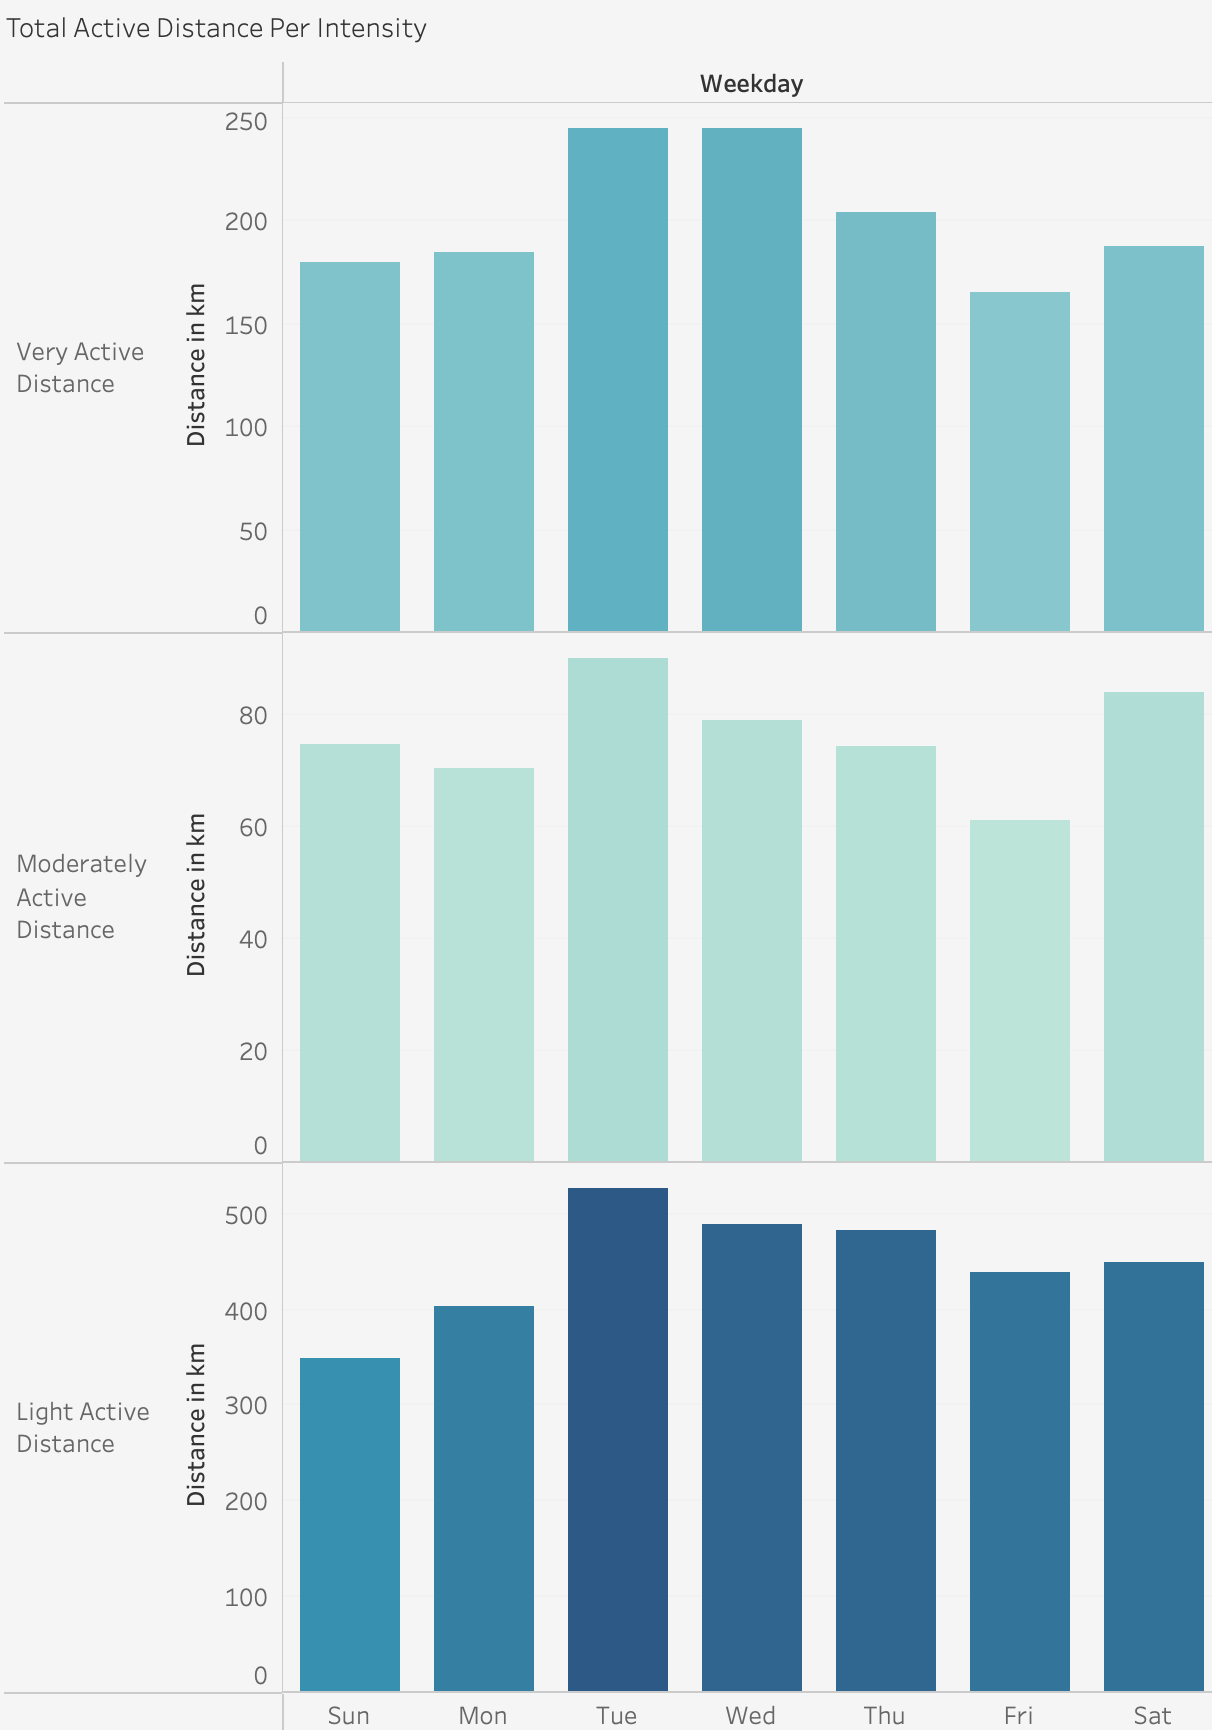 Total Active Distance Per Intensity
Weekday
Very Active
Distance
Distance in km
250
200
150
100
50
0
Moderately
Active
Distance
Distance in km
80
60
40
20
0
Light Active
Distance
Distance in km
500
400
300
200
100
0
Sun Mon Tue Wed Thu Fri Sat